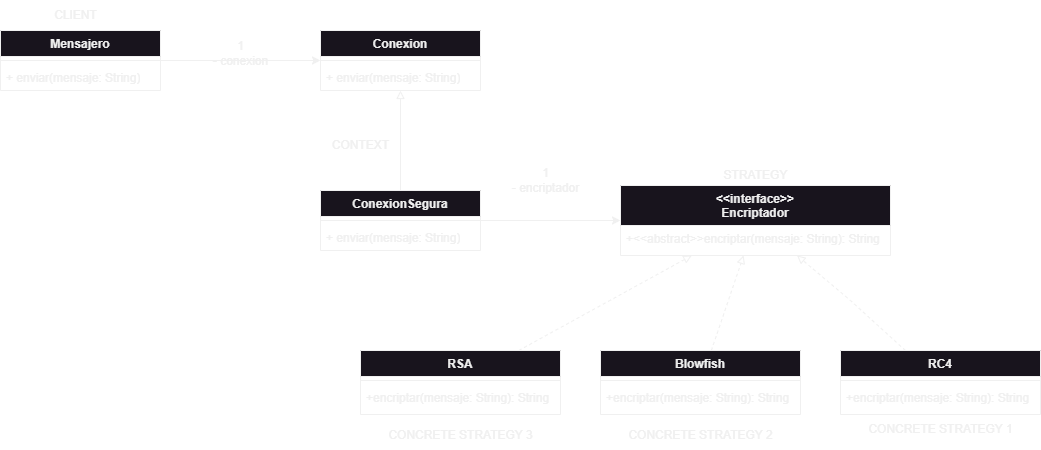 CLIENT
Mensajero
+ enviar(mensaje: String)
1
- conexion
Conexion
+ enviar(mensaje: String)
CONTEXT
ConexionSegura
+ enviar(mensaje: String)
1
- encriptador
STRATEGY
<<interface>>
Encriptador
+<<abstract>>encriptar(mensaje: String): String
RSA
+encriptar(mensaje: String): String
CONCRETE STRATEGY 3
Blowfish
+encriptar(mensaje: String): String
CONCRETE STRATEGY 2
RC4
+encriptar(mensaje: String): String
CONCRETE STRATEGY 1